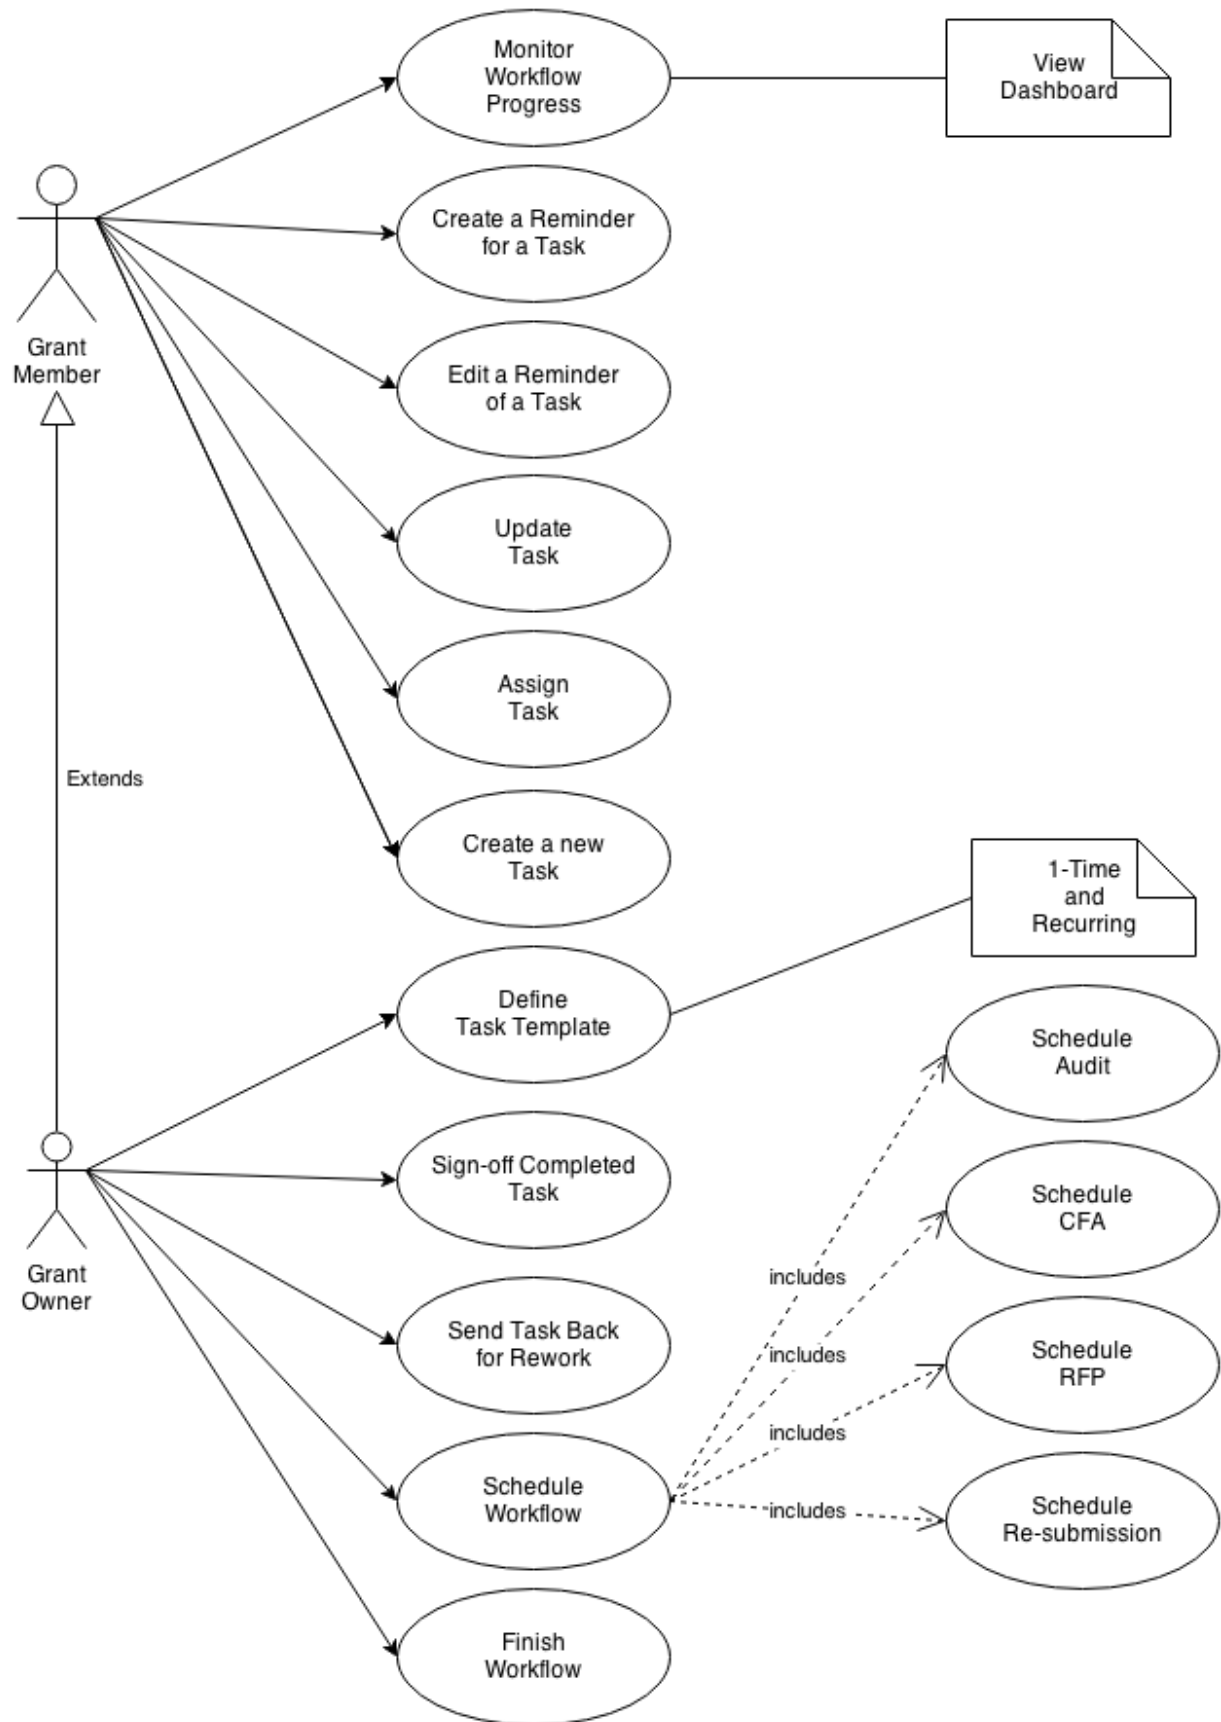 Monitor
Workflow
Progress
View
Dashboard
Create a Reminder
for a Task
Grant
Member
Edit a Reminder
of a Task
Update
Task
Assign
Task
Extends
Create a new
Task
1-Time
and
Recurring
Define
Task Template
Schedule
Audit
Sign-off Completed
Task
Schedule
CFA
Grant
Owner
includes
Send Task Back
for Rework
includes
Schedule
RFP
includes
Schedule
Workflow
includes
Schedule
Re-submission
Finish
Workflow